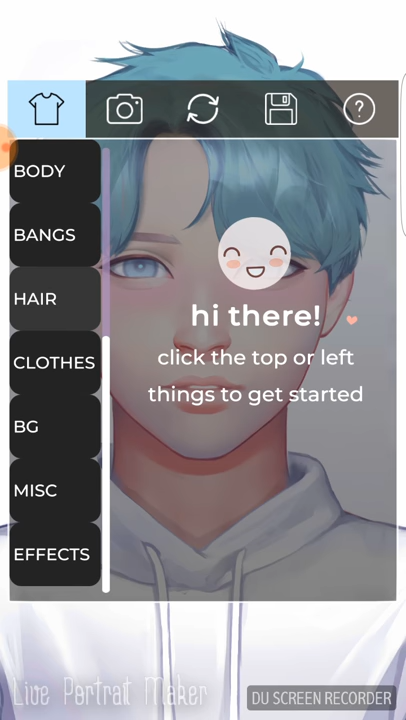 BODY
BANGS
HAIR
CLOTHES
BG
MISC
EFFECTS
hi there!
click the top or left
things to get started
Live Portrait Maker
DU SCREEN RECORDER